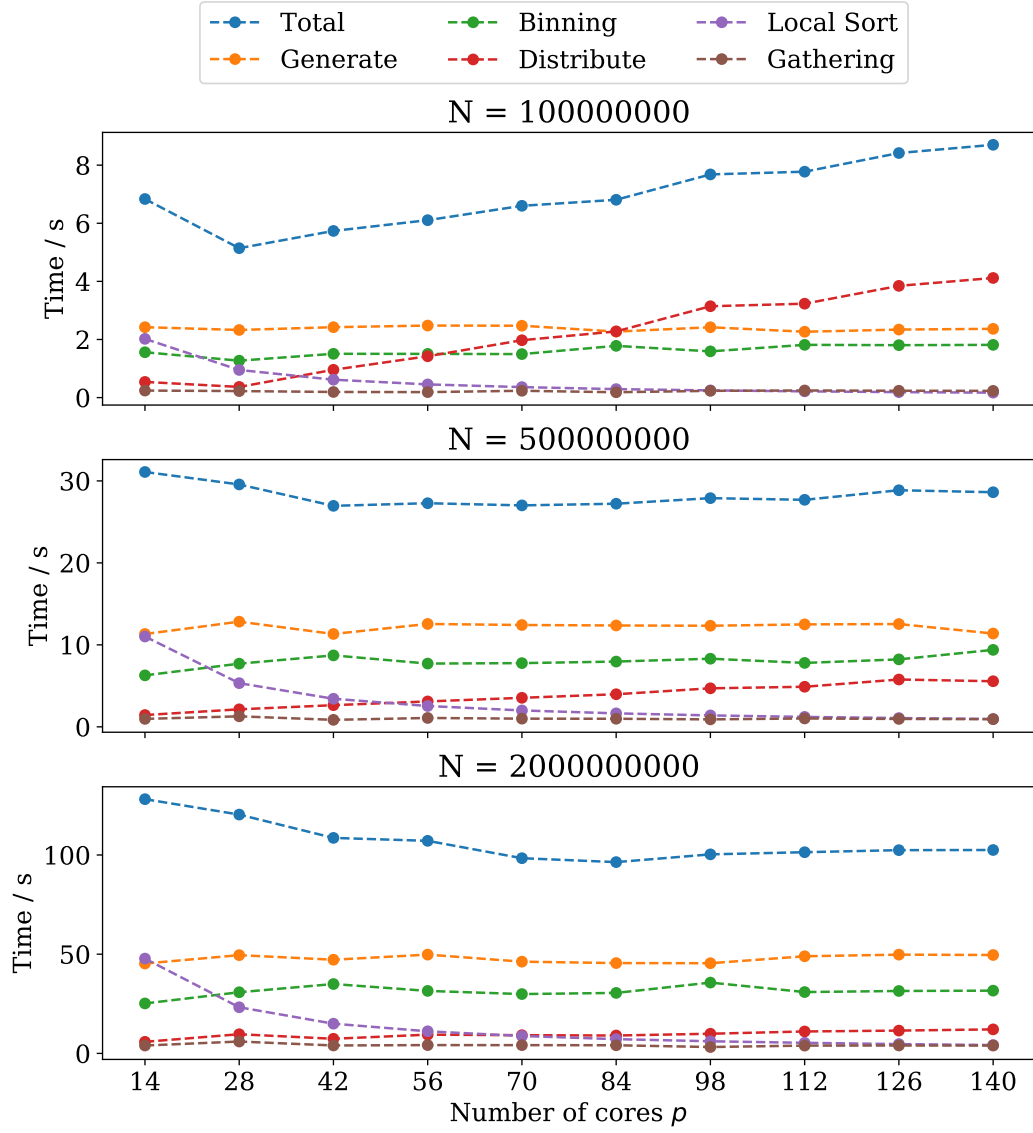 Total Binning Local Sort
Generate Distribute Gathering
N = 100000000
8
6
4
2
0
Time / s
N = 500000000
30
20
10
0
Time / s
N = 2000000000
100
50
0
Time / s
14 28 42 56 70 84 98 112 126 140
Number of cores p